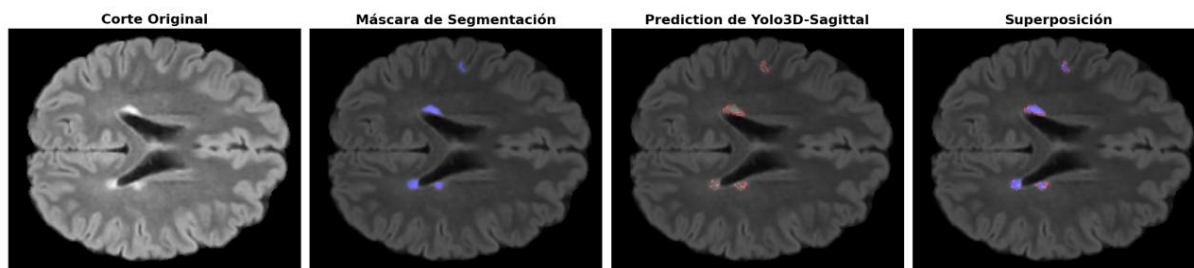 Corte Original
Máscara de Segmentación
Prediction de Yolo3D-Sagittal
Superposición